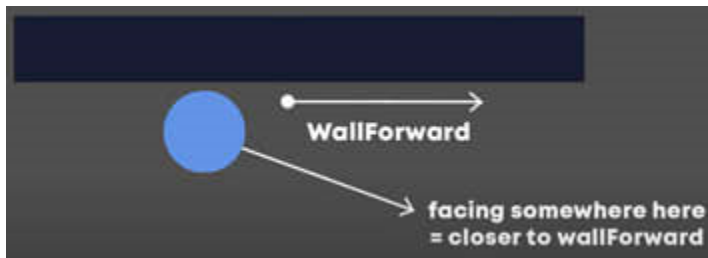 WallForward
facing somewhere here
= closer to wallForward